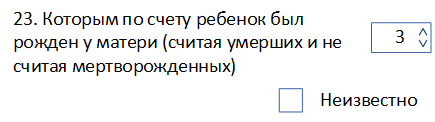 23. Которым по счету ребенок был
рожден у матери (считая умерших и не
считая мертворожденных)
3
Неизвестно